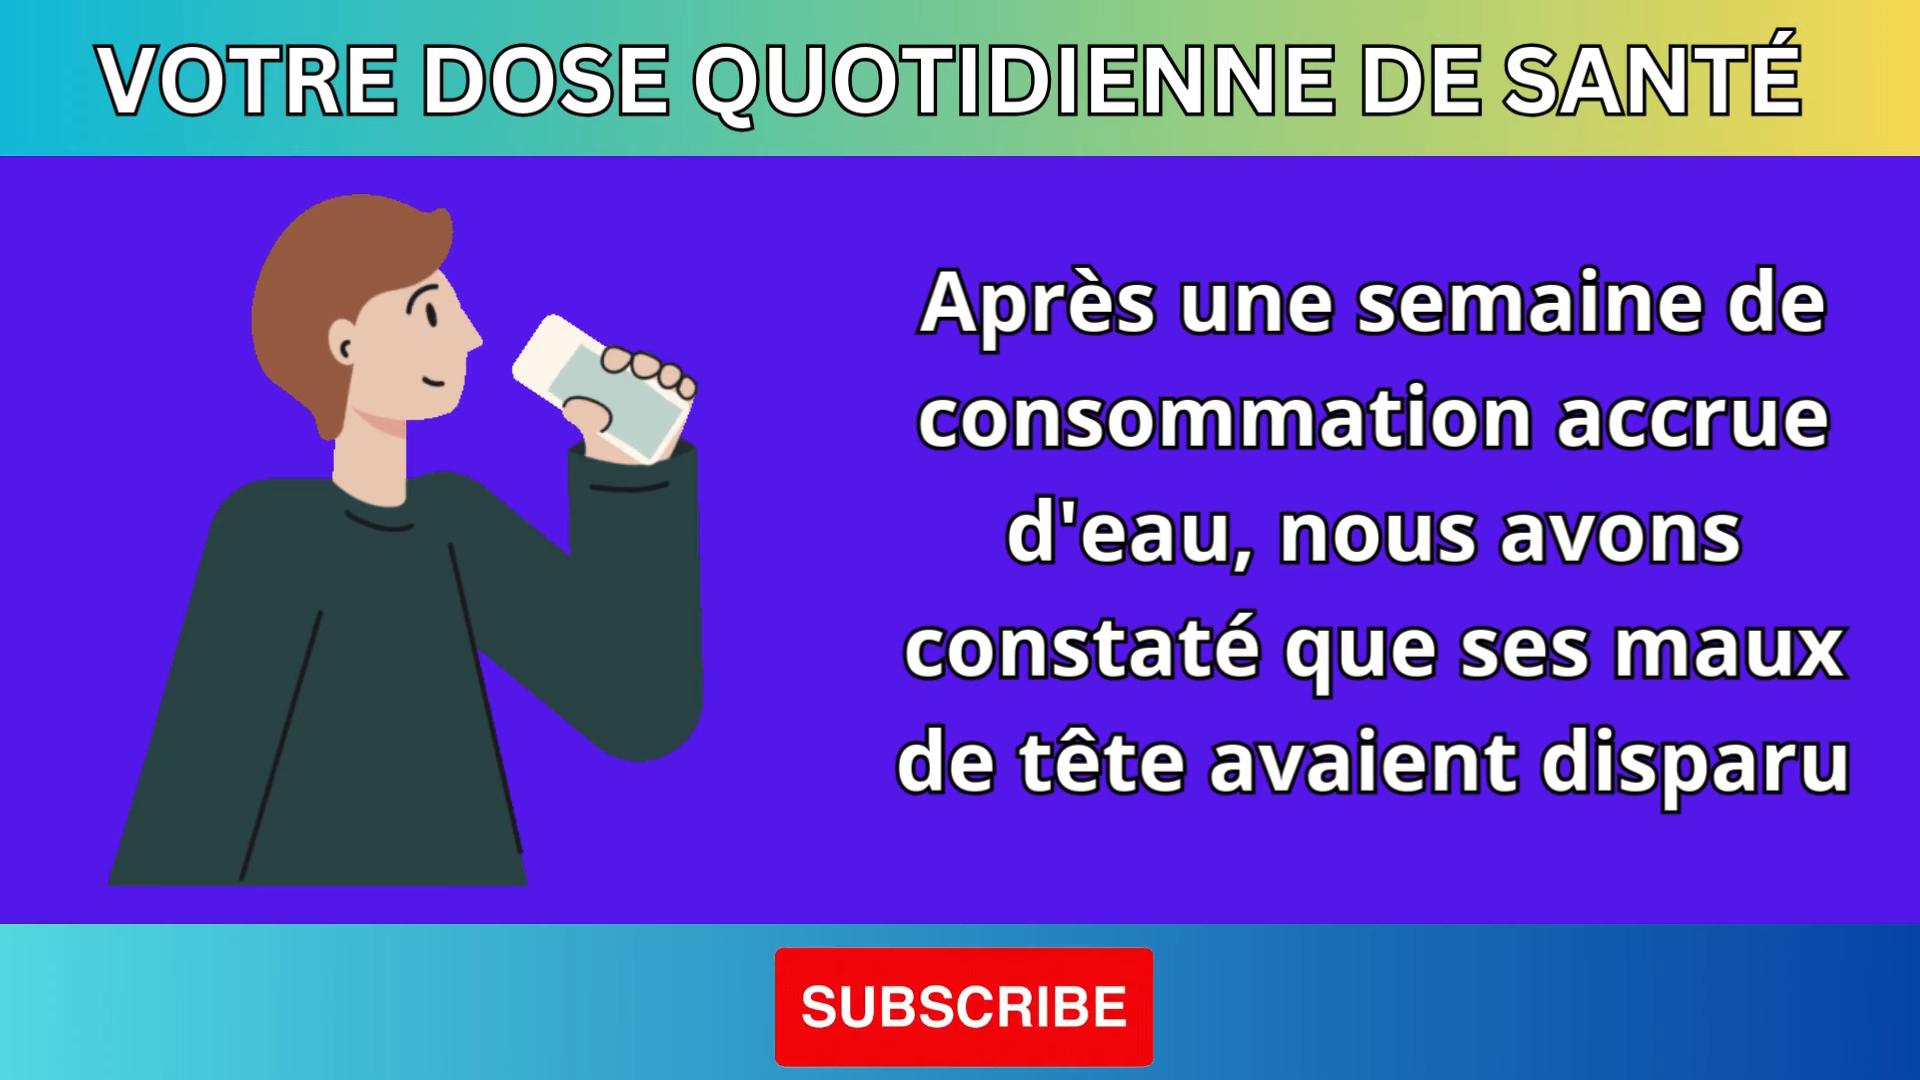 VOTRE DOSE QUOTIDIENNE DE SANTÉ
Après une semaine de
consommation accrue
d'eau, nous avons
constaté que ses maux
de tête avaient disparu
SUBSCRIBE